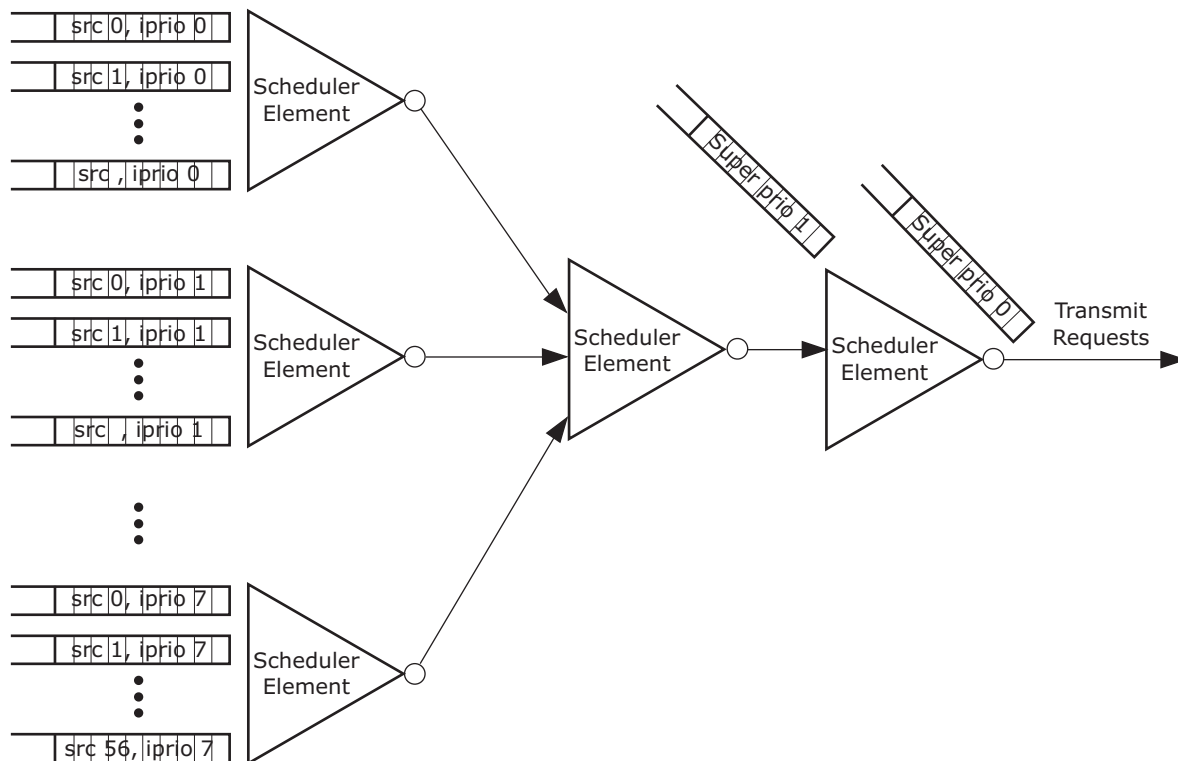 src 0, iprio 0
src 1, iprio 0
src , iprio 0
Scheduler
Element
src 0, iprio 1
src 1, iprio 1
src , iprio 1
Scheduler
Element
src 0, iprio 7
src 1, iprio 7
src 56, iprio 7
Scheduler
Element
Scheduler
Element
Super prio 1
Scheduler
Element
Super prio 0
Transmit
Requests